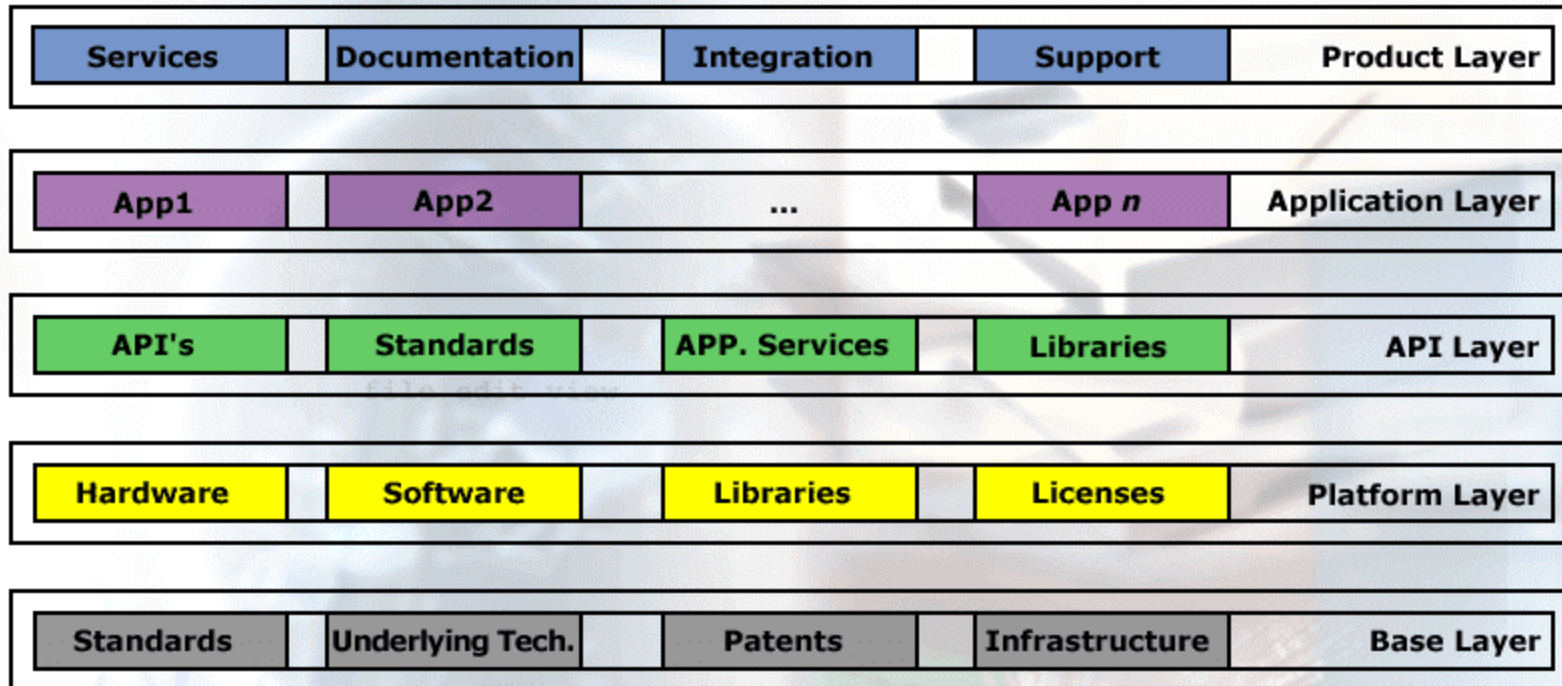 Services Documentation Integration Support Product Layer
App1 App2 ... App n Application Layer
API's Standards APP. Services Libraries API Layer
file edit view
Hardware Software Libraries Licenses Platform Layer
Standards Underlying Tech. Patents Infrastructure Base Layer